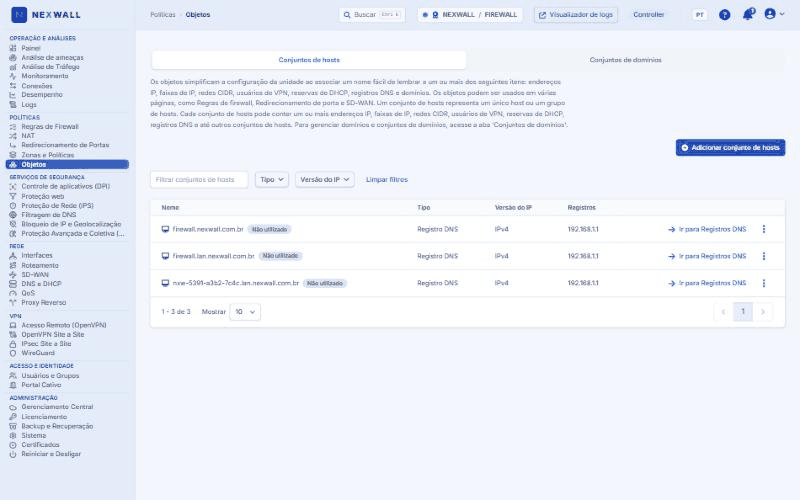 NEXWALL
Políticas
Objetos
Buscar
Ctrl K
NEXWALL / FIREWALL
Visualizador de logs
Controller
PT
OPERAÇÃO E ANÁLISES
Painel
Análise de ameaças
Análise de Tráfego
Monitoramento
Conexões
Desempenho
Logs
POLÍTICAS
Regras de Firewall
NAT
Redirecionamento de Portas
Zonas e Políticas
Objetos
SERVIÇOS DE SEGURANÇA
Controle de aplicativos (DPI)
Proteção web
Proteção de Rede (IPS)
Filtragem de DNS
Bloqueio de IP e Geolocalização
Proteção Avançada e Coletiva (...
REDE
Interfaces
Roteamento
SD-WAN
DNS e DHCP
QoS
Proxy Reverso
VPN
Acesso Remoto (OpenVPN)
OpenVPN Site a Site
IPsec Site a Site
WireGuard
ACESSO E IDENTIDADE
Usuários e Grupos
Portal Cativo
ADMINISTRAÇÃO
Gerenciamento Central
Licenciamento
Backup e Recuperação
Sistema
Certificados
Reiniciar e Desligar
Conjuntos de hosts
Conjuntos de domínios
Os objetos simplificam a configuração da unidade ao associar um nome fácil de lembrar a um ou mais dos seguintes itens: endereços
IP, faixas de IP, redes CIDR, usuários de VPN, reservas de DHCP, registros DNS e domínios. Os objetos podem ser usados em várias
páginas, como Regras de firewall, Redirecionamento de porta e SD-WAN. Um conjunto de hosts representa um único host ou um grupo
de hosts. Cada conjunto de hosts pode conter um ou mais endereços IP, faixas de IP, redes CIDR, usuários de VPN, reservas de DHCP,
registros DNS e até outros conjuntos de hosts. Para gerenciar domínios e conjuntos de domínios, acesse a aba 'Conjuntos de domínios'.
Adicionar conjunto de hosts
Filtrar conjuntos de hosts
Tipo
Versão do IP
Limpar filtros
Nome Tipo Versão do IP Registros
firewall.nexwall.com.br Não utilizado Registro DNS IPv4 192.168.1.1 Ir para Registros DNS
firewall.lan.nexwall.com.br Não utilizado Registro DNS IPv4 192.168.1.1 Ir para Registros DNS
nxw-5391-a3b2-7c4c.lan.nexwall.com.br Não utilizado Registro DNS IPv4 192.168.1.1 Ir para Registros DNS
1 - 3 de 3 Mostrar 10 1